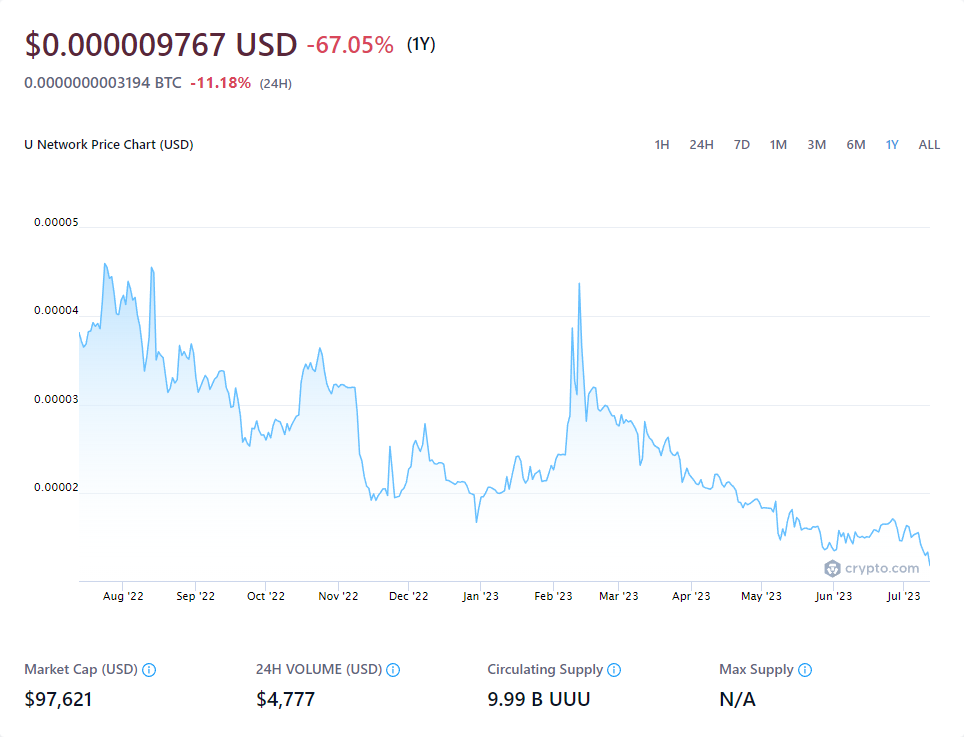 $0.000009767 USD -67.05% (1Y)
0.0000000003194 BTC -11.18% (24H)
U Network Price Chart (USD) 1H 24H 7D 1M 3M 6M 1Y ALL
0.00005
0.00004
0.00003
0.00002
crypto.com
Aug '22 Sep '22 Oct '22 Nov '22 Dec '22 Jan '23 Feb '23 Mar '23 Apr '23 May '23 Jun '23 Jul '23
Market Cap (USD) 24H VOLUME (USD) Circulating Supply Max Supply
$97,621 $4,777 9.99 B UUU N/A